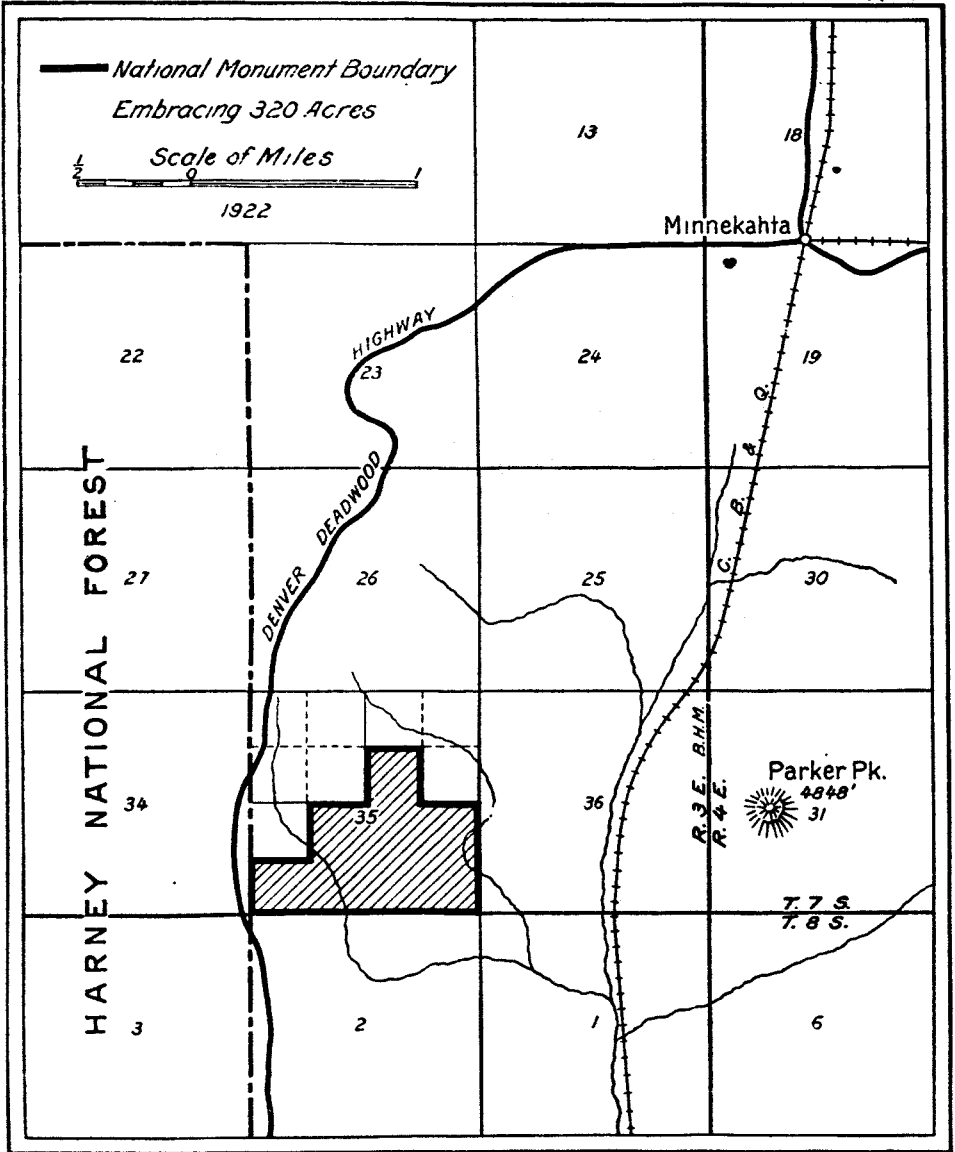 National Monument Boundary
Embracing 320 Acres
Scale of Miles
1/2 0 1
1922
13
18
Minnekahta
22
HIGHWAY
23
24
19
HARNEY NATIONAL FOREST
DENVER DEADWOOD
C. B. & Q.
27
26
25
30
R. 3 E. B.H.M.
R. 4 E.
Parker Pk.
4848'
34
35
36
31
T. 7 S.
T. 8 S.
3
2
1
6